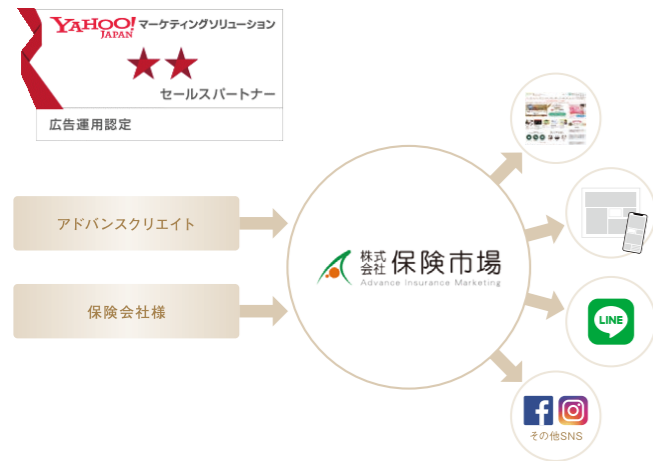 YAHOO! JAPAN マーケティングソリューション
セールスパートナー
広告運用認定
アドバンスクリエイト
保険会社様
株式会社 保険市場
Advance Insurance Marketing
LINE
その他SNS